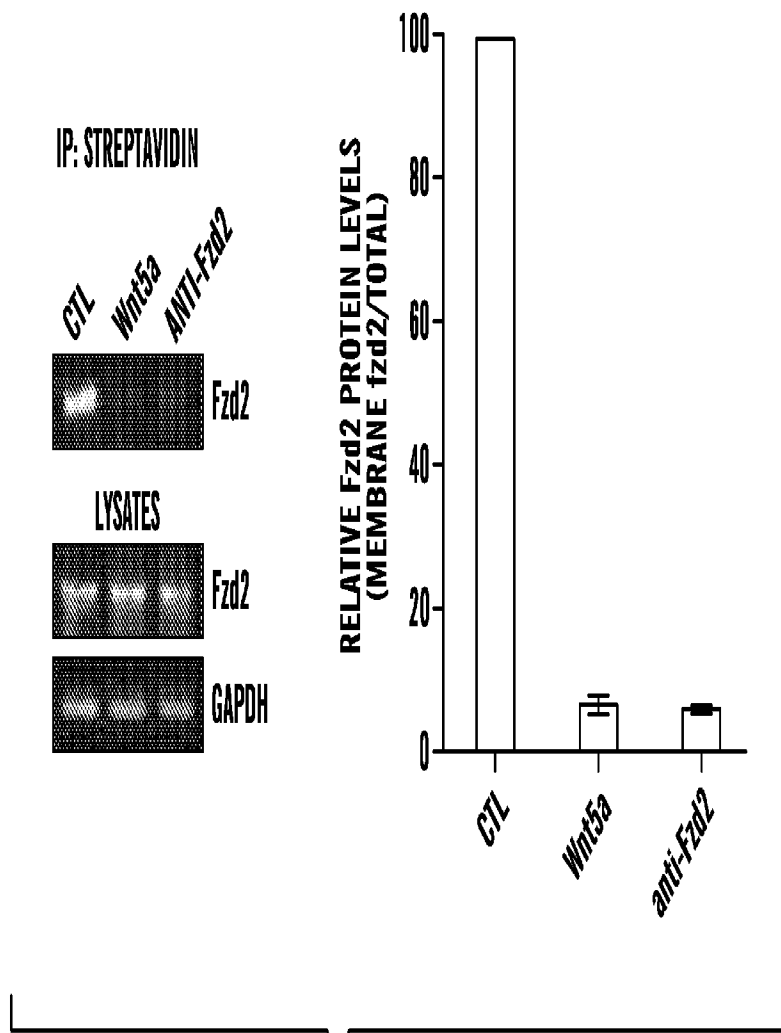 IP: STREPTAVIDIN
CTL
Wnt5a
ANTI-Fzd2
Fzd2
LYSATES
Fzd2
GAPDH
RELATIVE Fzd2 PROTEIN LEVELS
(MEMBRANE fzd2/TOTAL)
100
80
60
40
20
0
CTL
Wnt5a
anti-Fzd2